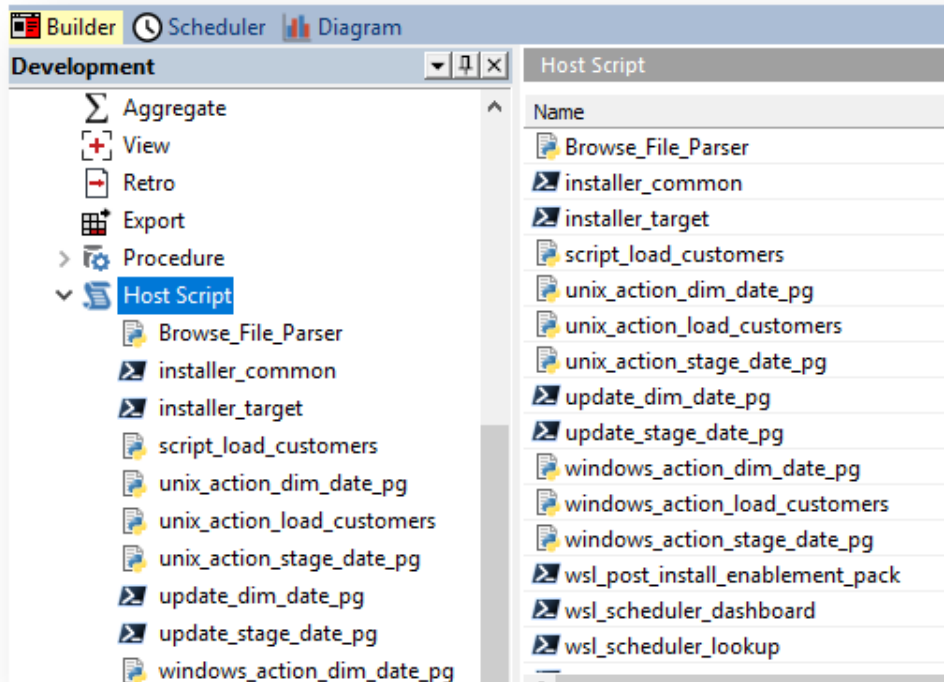 Builder Scheduler Diagram
Development
Aggregate
View
Retro
Export
Procedure
Host Script
Browse_File_Parser
installer_common
installer_target
script_load_customers
unix_action_dim_date_pg
unix_action_load_customers
unix_action_stage_date_pg
update_dim_date_pg
update_stage_date_pg
windows_action_dim_date_pg
Host Script
Name
Browse_File_Parser
installer_common
installer_target
script_load_customers
unix_action_dim_date_pg
unix_action_load_customers
unix_action_stage_date_pg
update_dim_date_pg
update_stage_date_pg
windows_action_dim_date_pg
windows_action_load_customers
windows_action_stage_date_pg
wsl_post_install_enablement_pack
wsl_scheduler_dashboard
wsl_scheduler_lookup